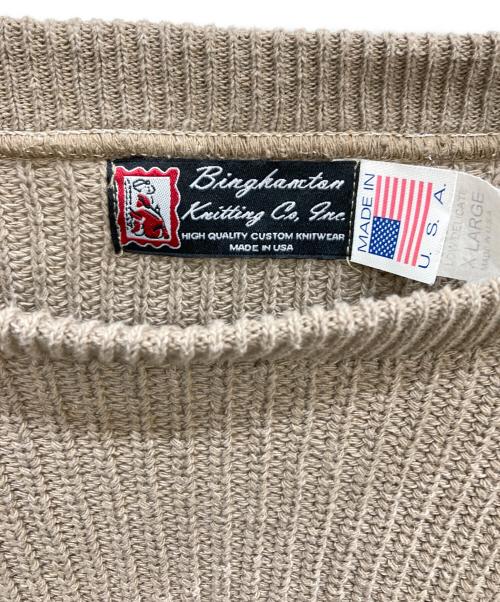 Binghamton
Knitting Co, Inc.
HIGH QUALITY CUSTOM KNITWEAR
MADE IN USA
MADE IN
U. S. A.
X-LARGE